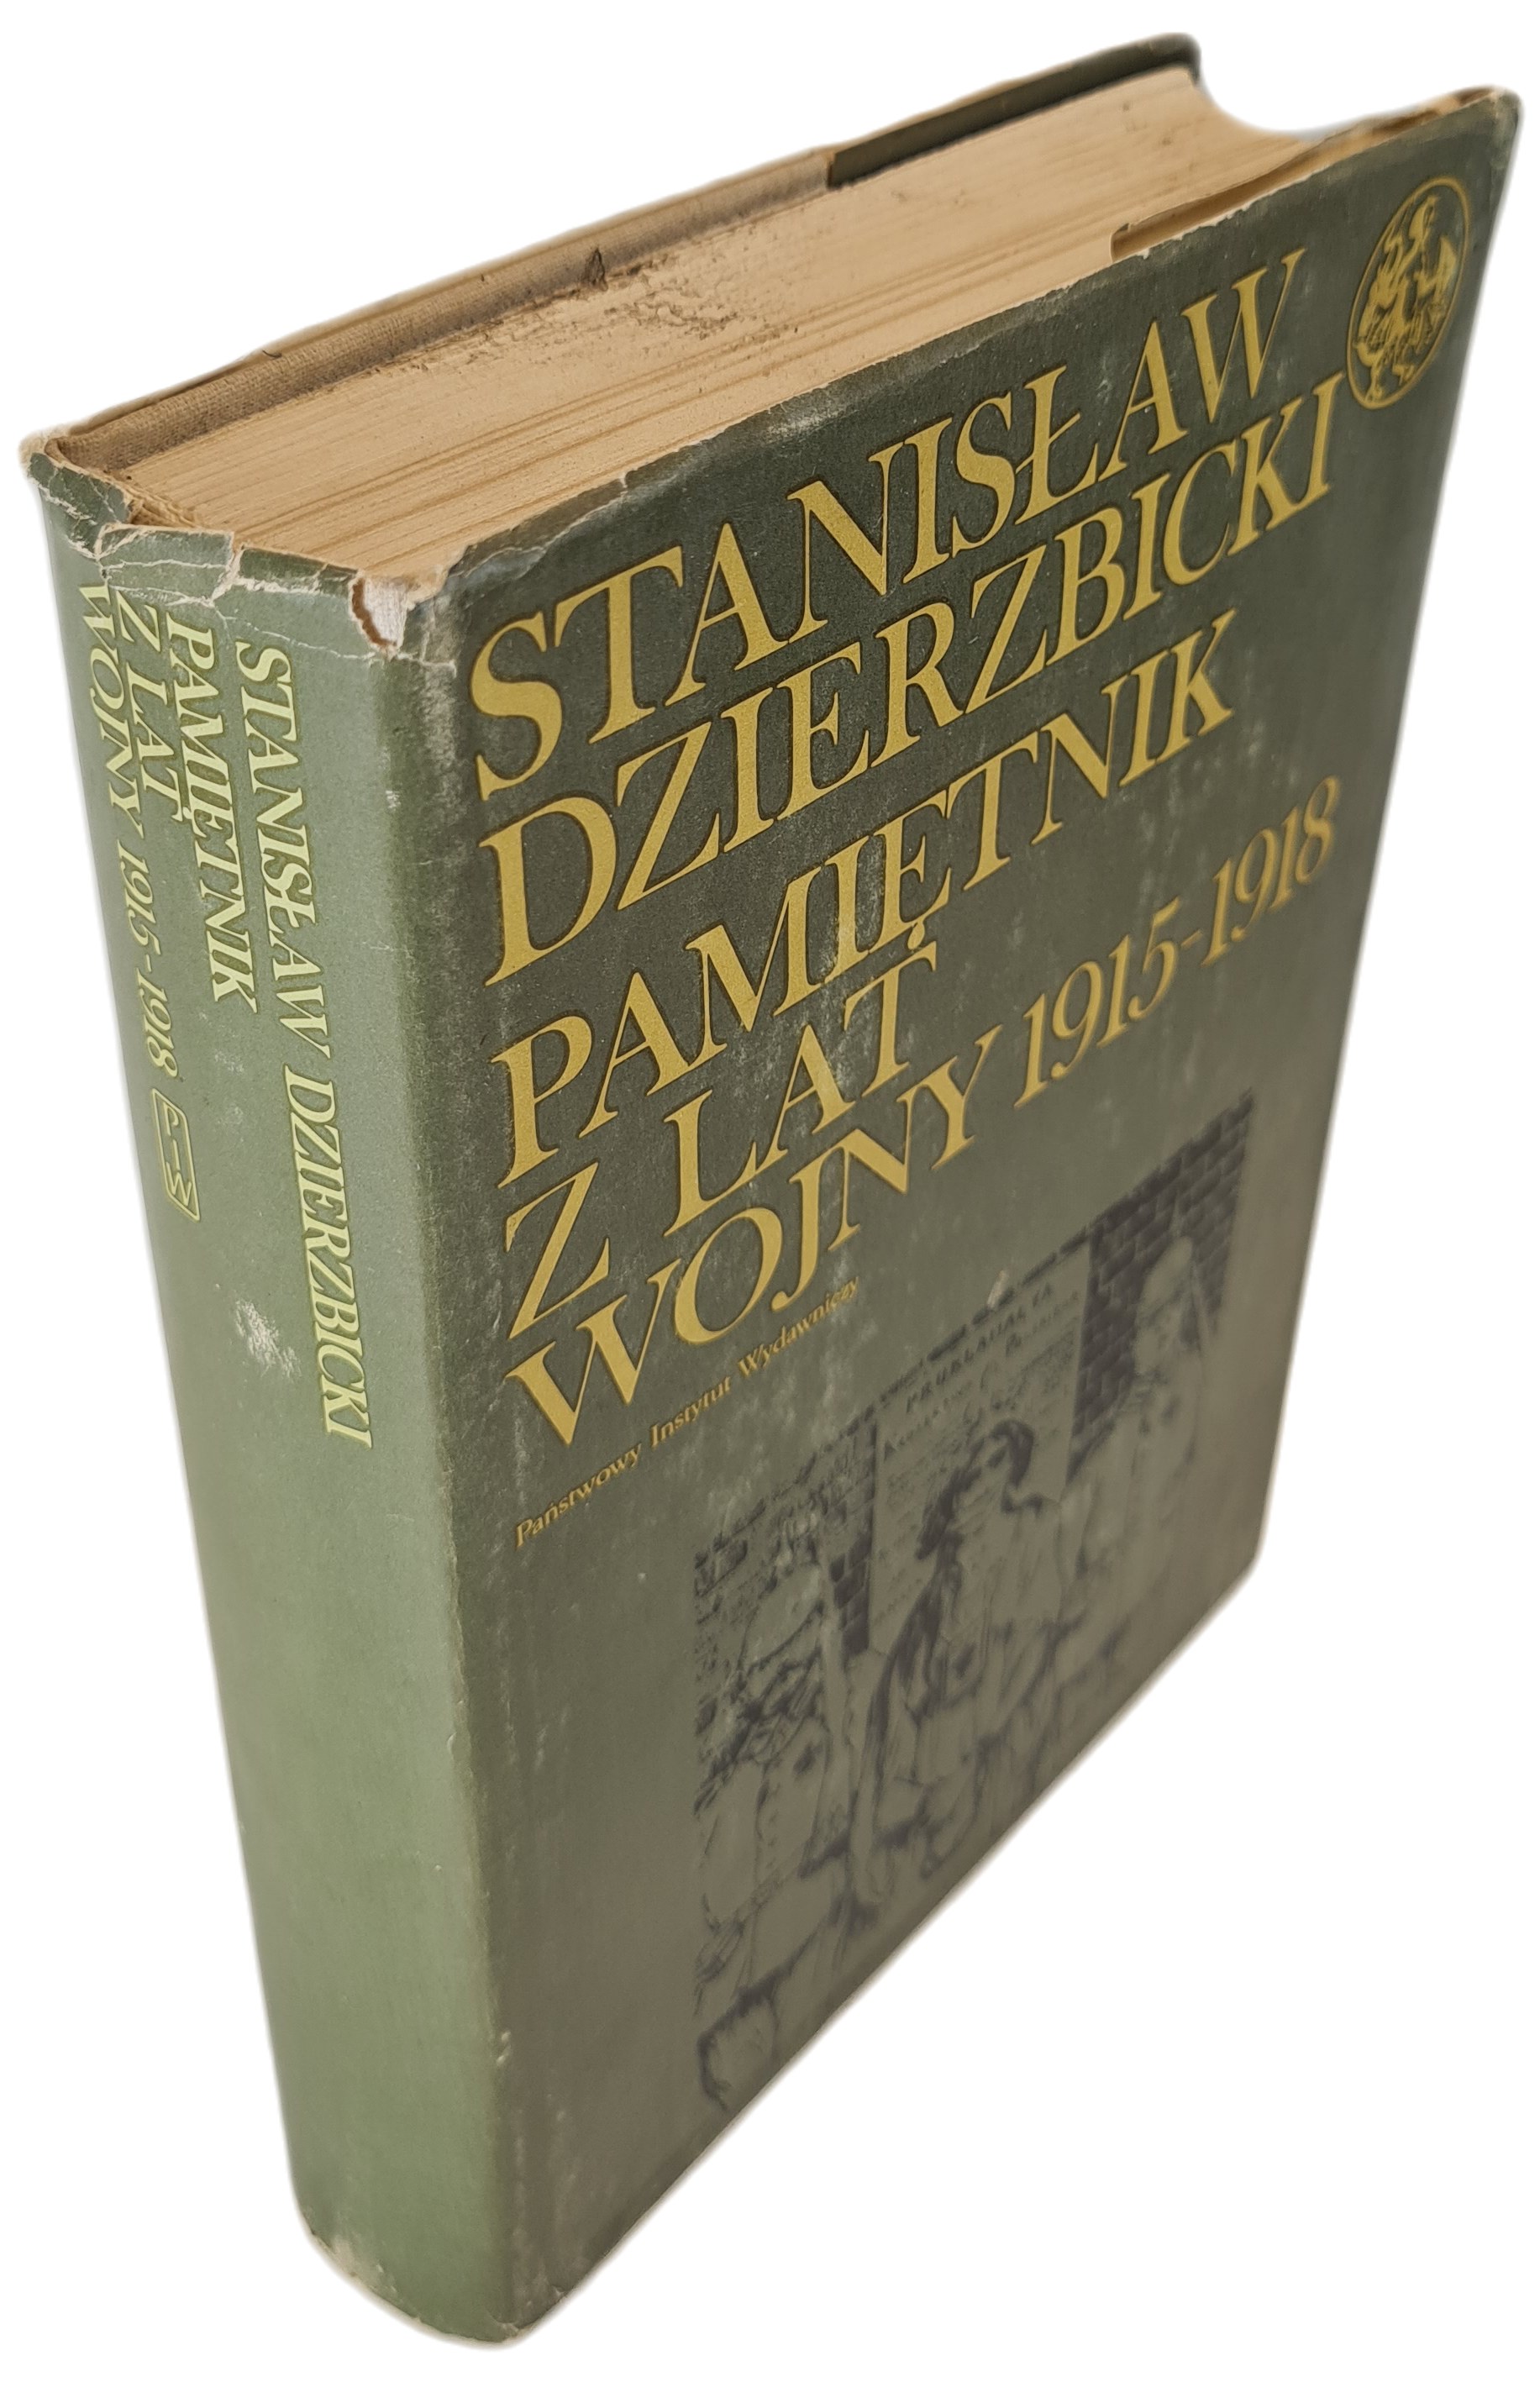 STANISŁAW DZIERZBICKI
PAMIĘTNIK
Z LAT
WOJNY 1915-1918
PIW
STANISŁAW
DZIERZBICKI
PAMIĘTNIK
Z LAT
WOJNY 1915-1918
Państwowy Instytut Wydawniczy